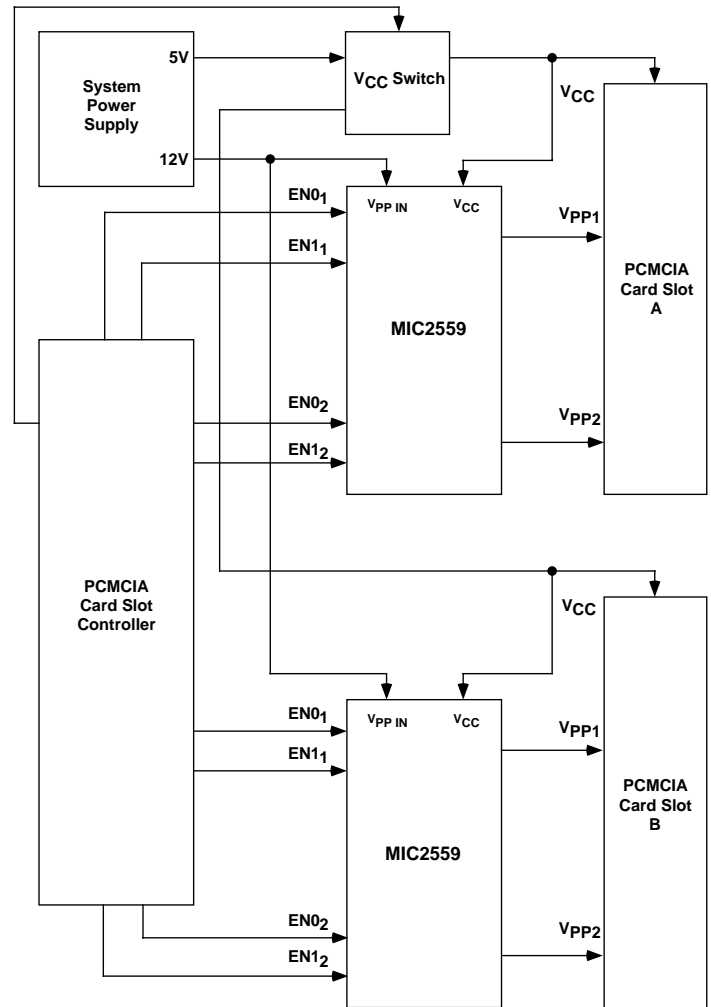 5V
System
Power
Supply
12V
VCC Switch
VCC
EN01
EN11
VPP IN
VCC
VPP1
MIC2559
PCMCIA
Card Slot
A
EN02
EN12
VPP2
PCMCIA
Card Slot
Controller
VCC
EN01
EN11
VPP IN
VCC
VPP1
MIC2559
PCMCIA
Card Slot
B
EN02
EN12
VPP2